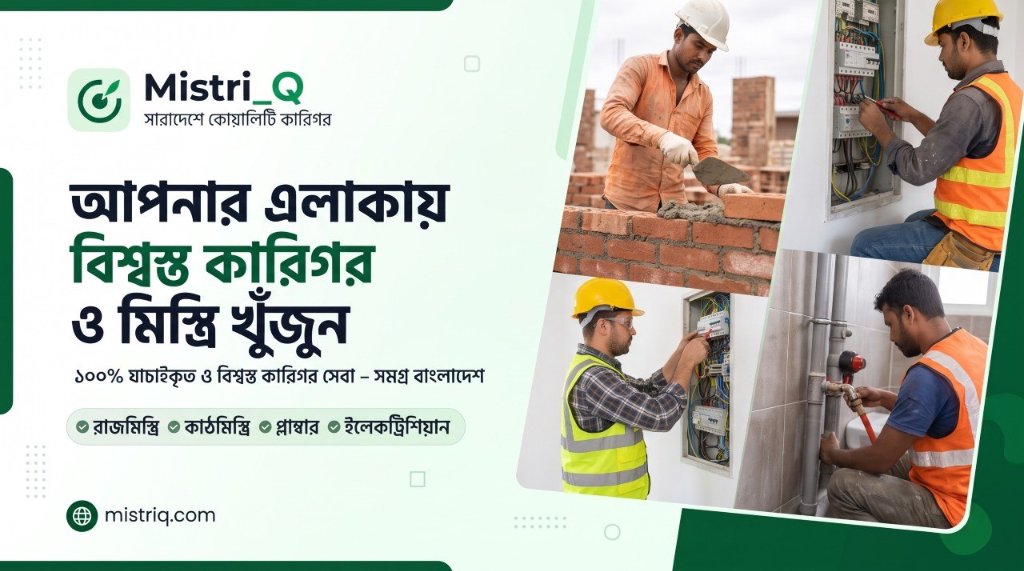 Mistri_Q
সারাদেশে কোয়ালিটি কারিগর
আপনার এলাকায়
বিশ্বস্ত কারিগর
ও মিস্ত্রি খুঁজুন
১০০% যাচাইকৃত ও বিশ্বস্ত কারিগর সেবা – সমগ্র বাংলাদেশ
রাজমিস্ত্রি কাঠমিস্ত্রি প্লাম্বার ইলেকট্রিশিয়ান
mistriq.com